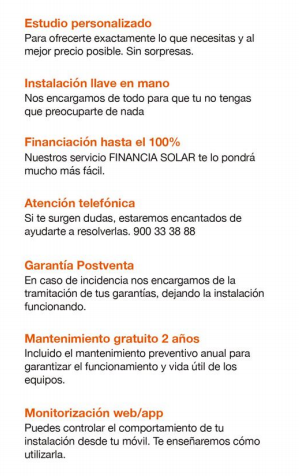 Estudio personalizado
Para ofrecerte exactamente lo que necesitas y al
mejor precio posible. Sin sorpresas.
Instalación llave en mano
Nos encargamos de todo para que tu no tengas
que preocuparte de nada
Financiación hasta el 100%
Nuestros servicio FINANCIA SOLAR te lo pondrá
mucho más fácil.
Atención telefónica
Si te surgen dudas, estaremos encantados de
ayudarte a resolverlas. 900 33 38 88
Garantía Postventa
En caso de incidencia nos encargamos de la
tramitación de tus garantías, dejando la instalación
funcionando.
Mantenimiento gratuito 2 años
Incluido el mantenimiento preventivo anual para
garantizar el funcionamiento y vida útil de los
equipos.
Monitorización web/app
Puedes controlar el comportamiento de tu
instalación desde tu móvil. Te enseñaremos cómo
utilizarla.